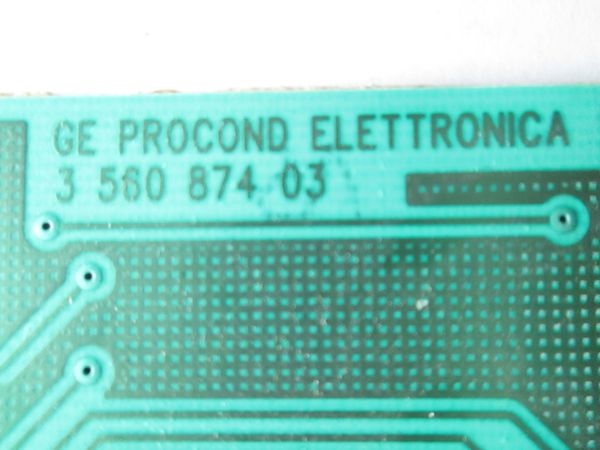 GE PROCOND ELETTRONICA
3 560 874 03